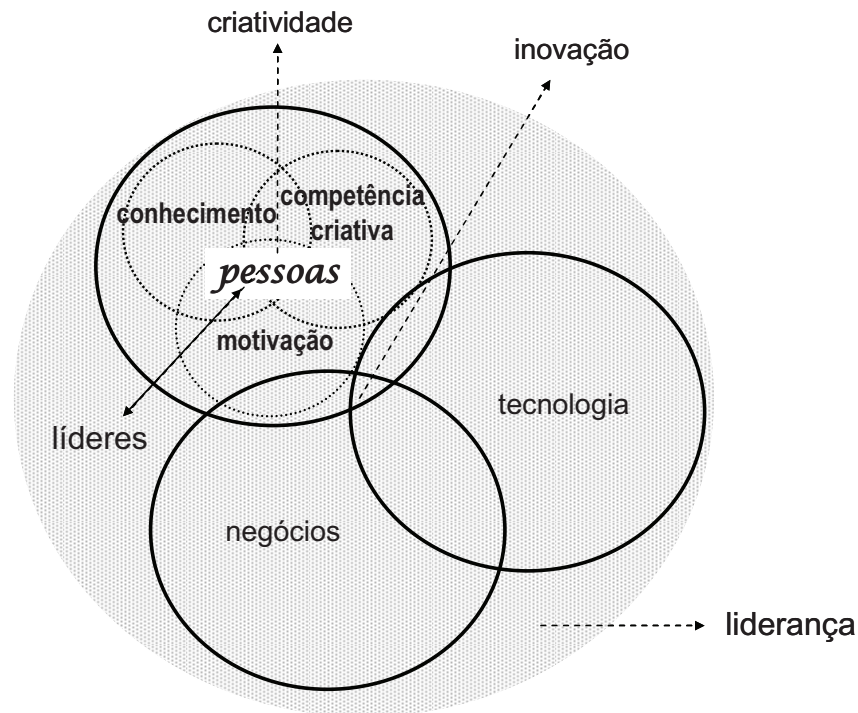 criatividade
inovação
conhecimento
competência
criativa
pessoas
motivação
líderes
tecnologia
negócios
liderança